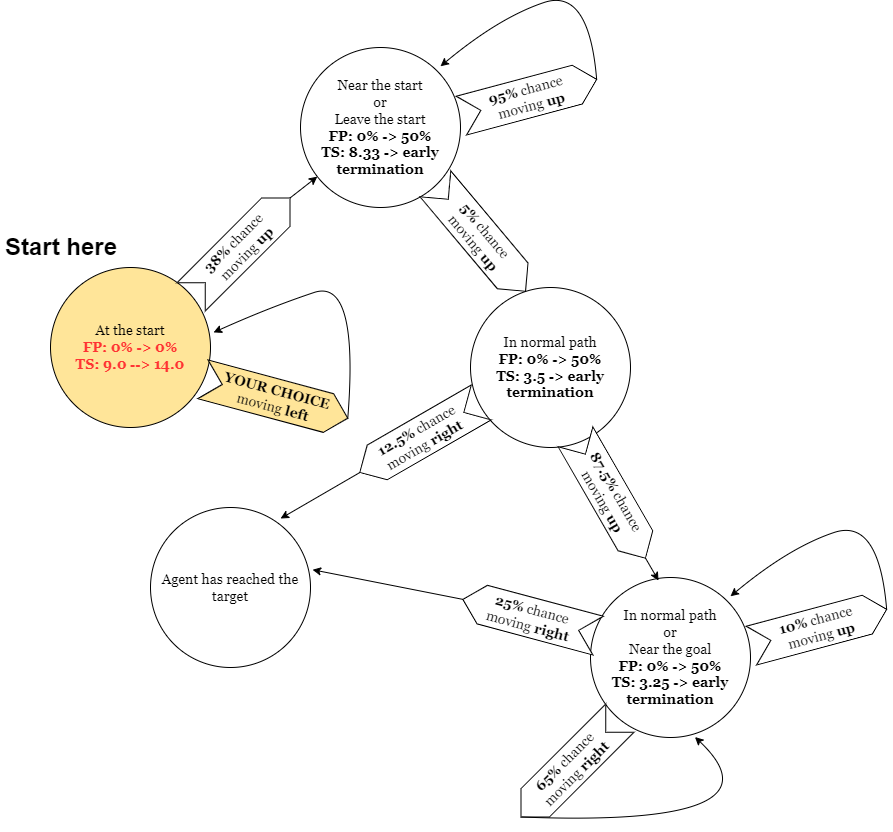 Near the start
or
Leave the start
FP: 0% -> 50%
TS: 8.33 -> early
termination
95% chance
moving up
38% chance
moving up
5% chance
moving up
Start here
At the start
FP: 0% -> 0%
TS: 9.0 --> 14.0
YOUR CHOICE
moving left
In normal path
FP: 0% -> 50%
TS: 3.5 -> early
termination
12.5% chance
moving right
87.5% chance
moving up
Agent has reached the
target
25% chance
moving right
In normal path
or
Near the goal
FP: 0% -> 50%
TS: 3.25 -> early
termination
10% chance
moving up
65% chance
moving right